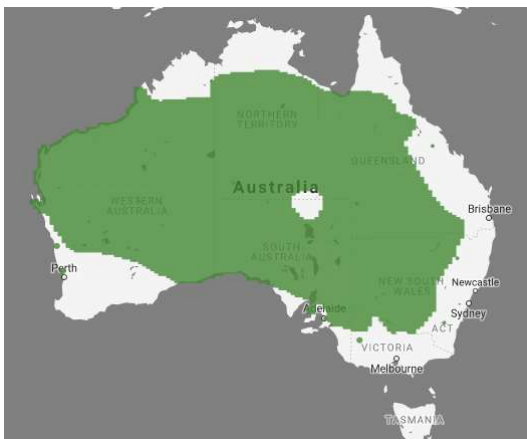 NORTHERN
TERRITORY
QUEENSLAND
Australia
WESTERN
AUSTRALIA
Brisbane
SOUTH
AUSTRALIA
Perth
NEW SOUTH
WALES
Newcastle
Adelaide
Sydney
ACT
VICTORIA
Melbourne
TASMANIA